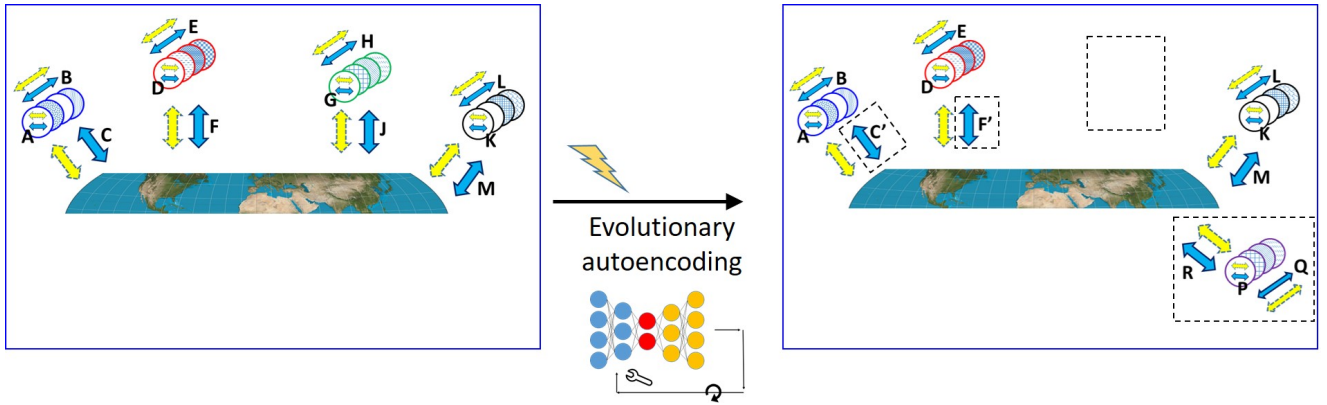 E
H
B
L
D
G
A
C
F
J
K
M
Evolutionary
autoencoding
E
B
L
D
A
C’
F’
K
M
R
P
Q